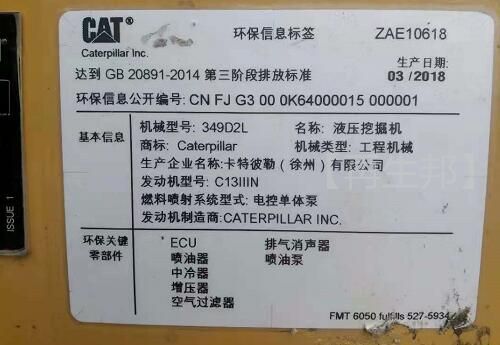 CAT 环保信息标签 ZAE10618
Caterpillar Inc.
生产日期:
达到 GB 20891-2014 第三阶段排放标准 03 /2018
环保信息公开编号: CN FJ G3 00 0K64000015 000001
基本信息
机械型号: 349D2L 名称: 液压挖掘机
商标: Caterpillar 机械类型: 工程机械
生产企业名称:卡特彼勒(徐州)有限公司
发动机型号: C13IIIN
燃料喷射系统型式: 电控单体泵
发动机制造商:CATERPILLAR INC.
环保关键零部件
ECU 排气消声器
喷油器 喷油泵
中冷器
增压器
空气过滤器
FMT 6050 fulfills 527-5934
ISSUE 1